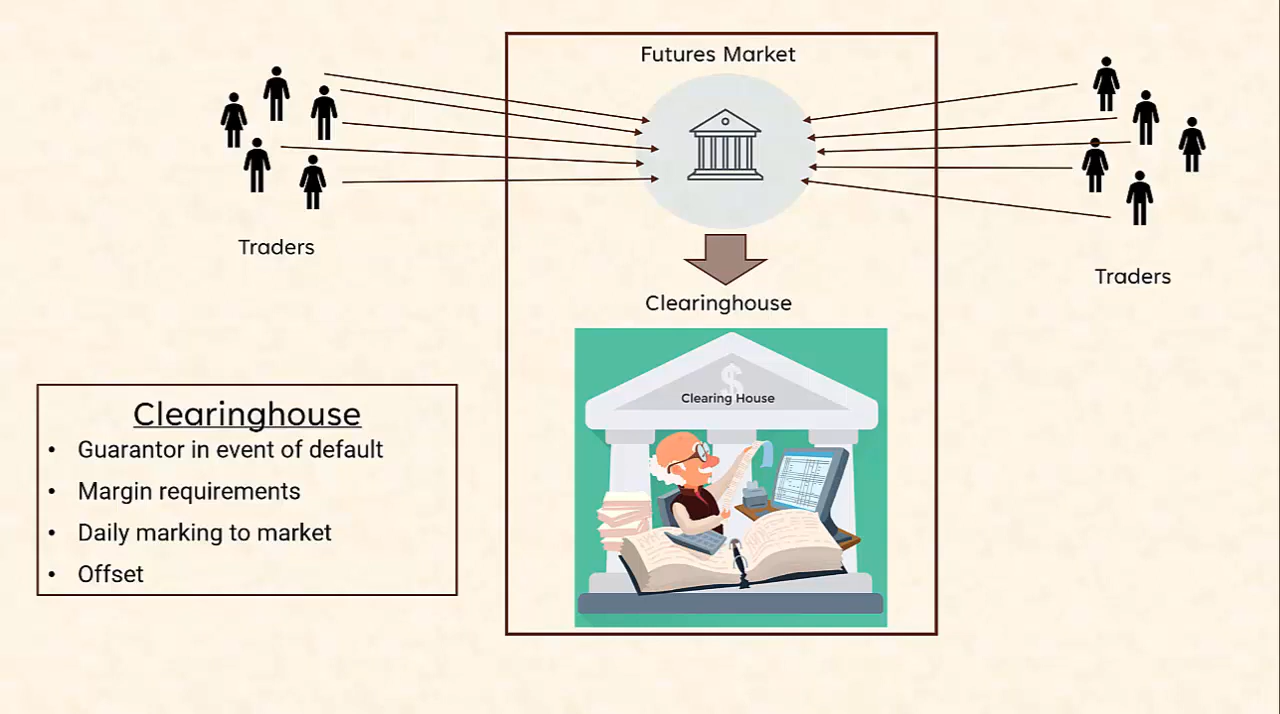 Futures Market
Traders
Traders
Clearinghouse
$
Clearing House
Clearinghouse
• Guarantor in event of default
• Margin requirements
• Daily marking to market
• Offset